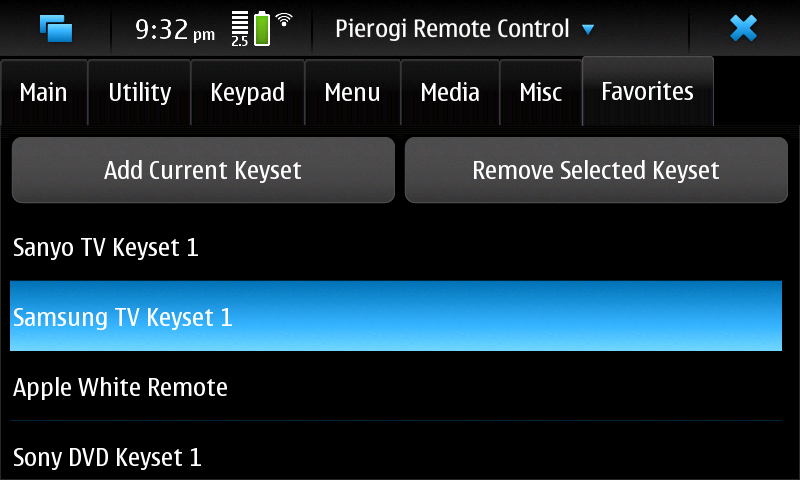 9:32 pm 2.5 Pierogi Remote Control
Main Utility Keypad Menu Media Misc Favorites
Add Current Keyset Remove Selected Keyset
Sanyo TV Keyset 1
Samsung TV Keyset 1
Apple White Remote
Sony DVD Keyset 1